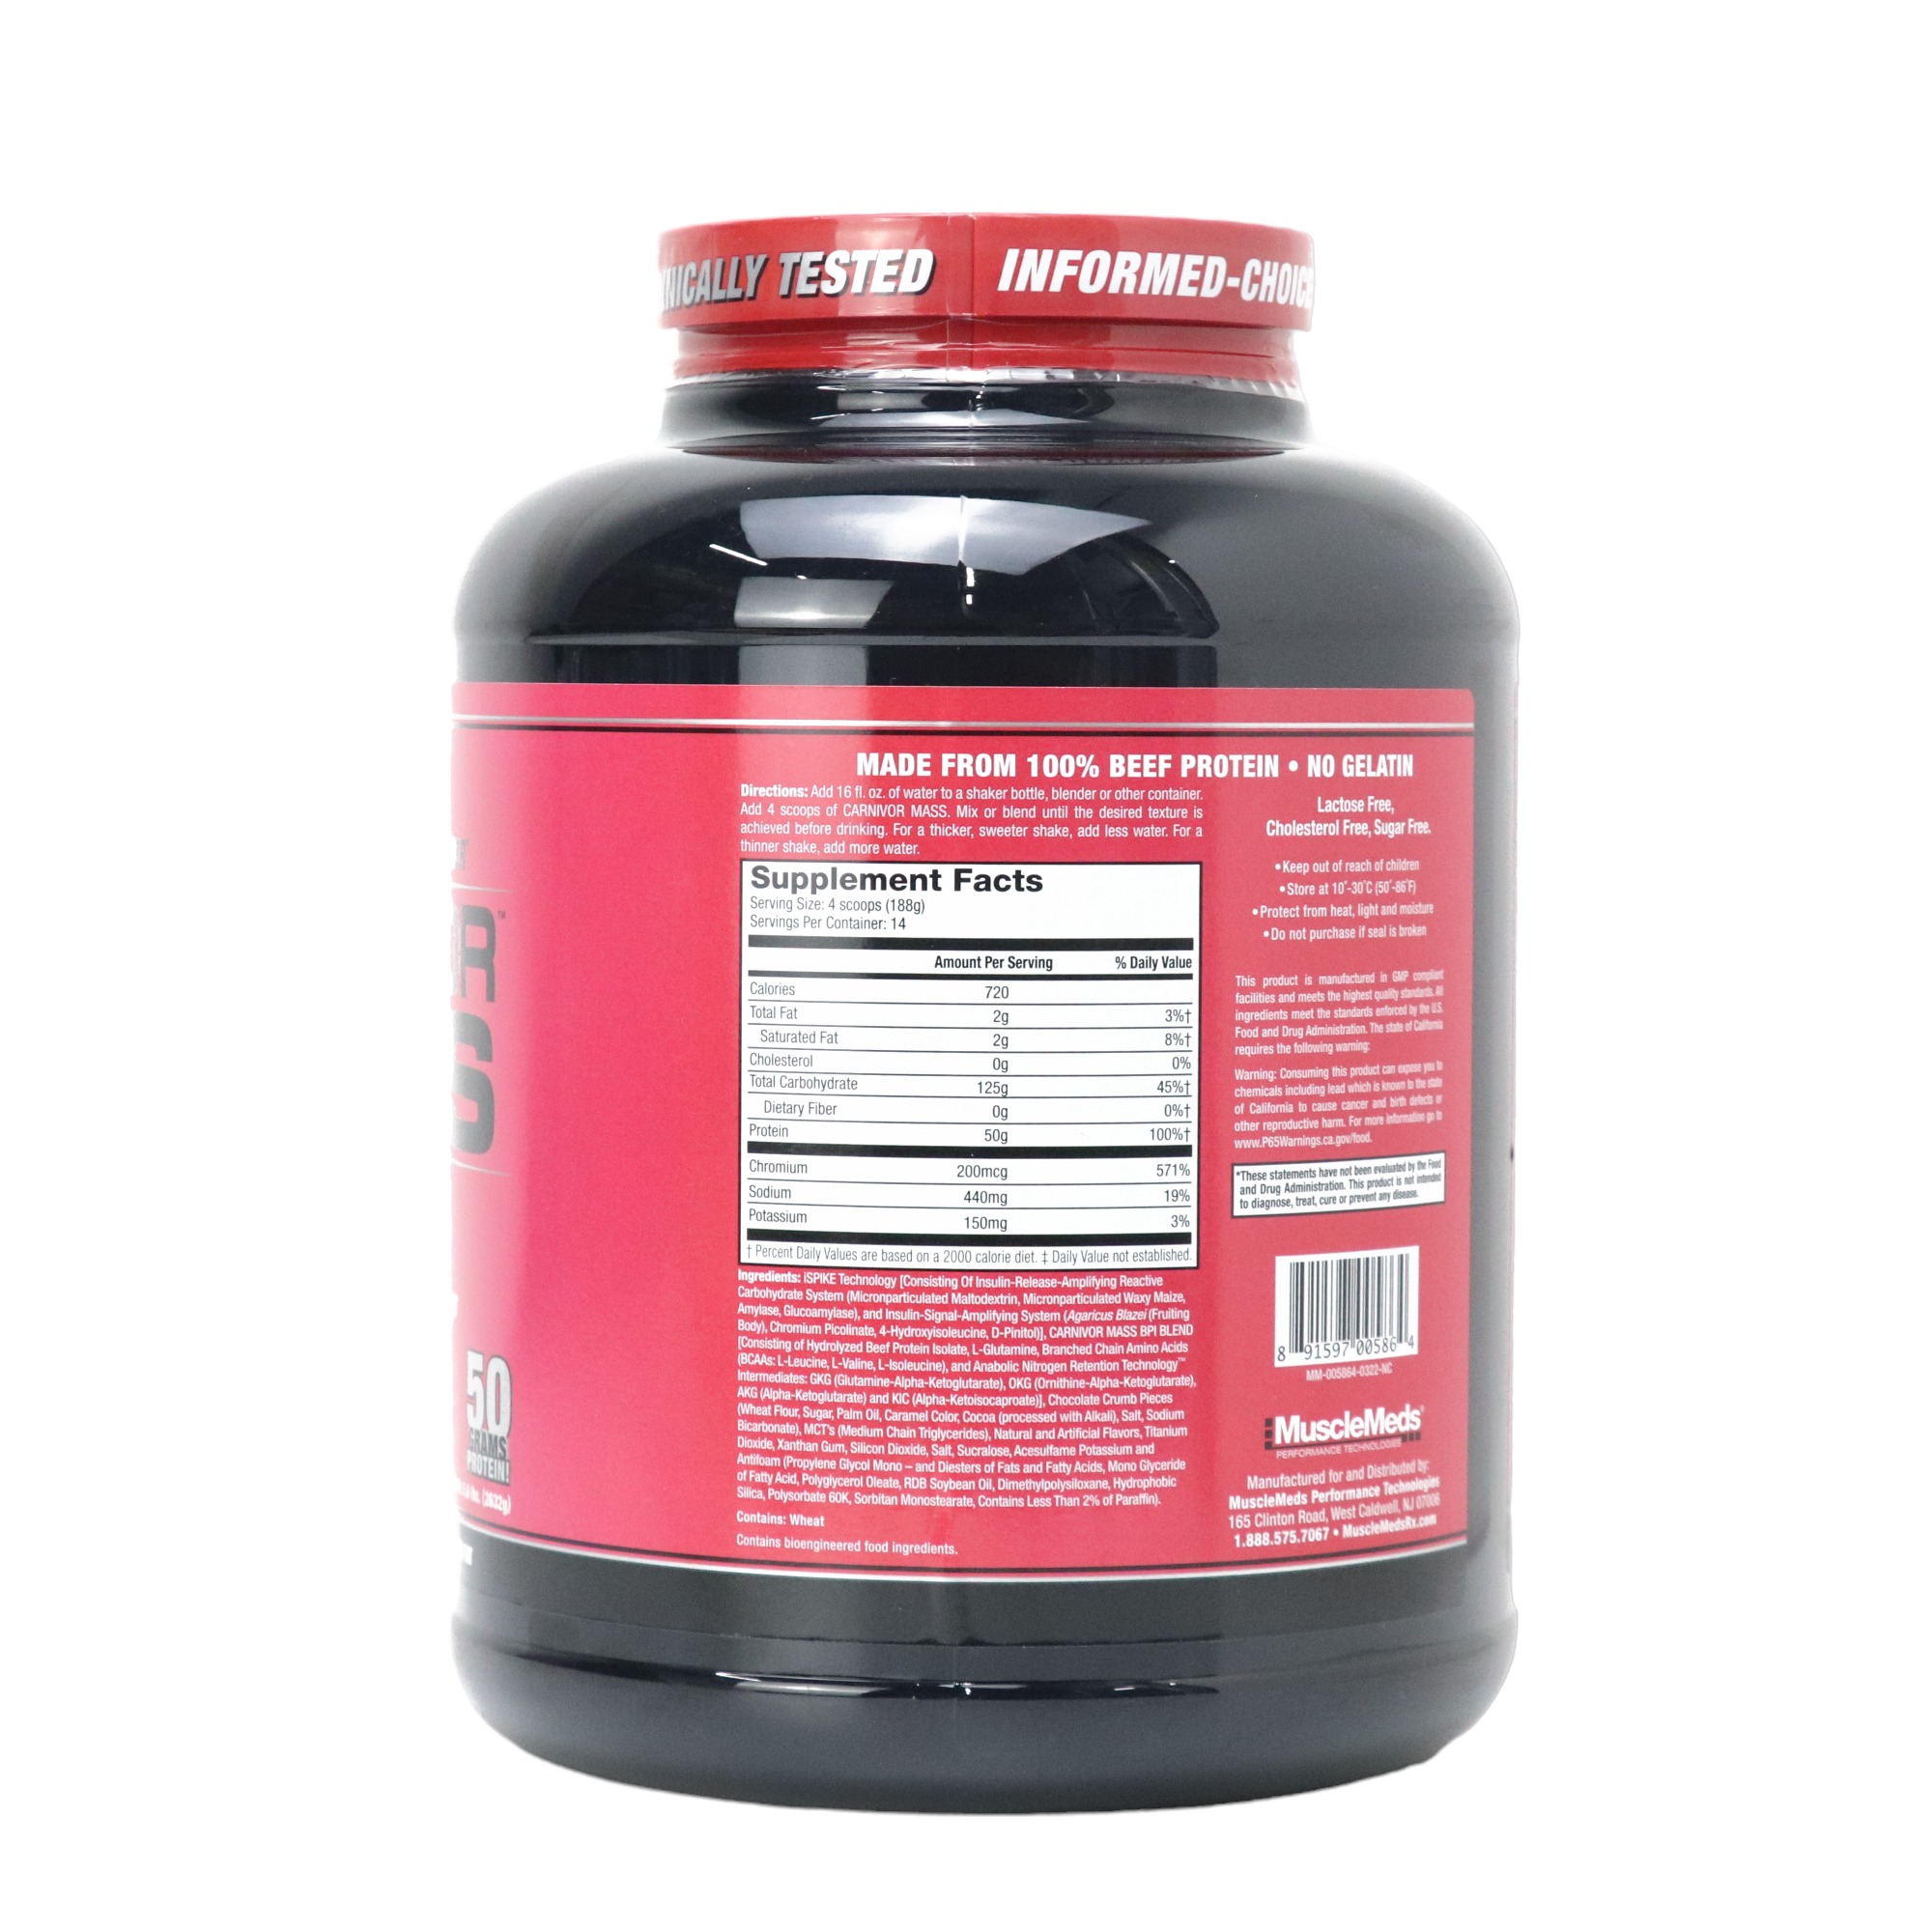 TESTED
INFORMED-CHOICE
MADE FROM 100% BEEF PROTEIN • NO GELATIN
Directions: Add 16 fl. oz. of water to a shaker bottle, blender or other container.
Add 4 scoops of CARNIVOR MASS. Mix or blend until the desired texture is
achieved before drinking. For a thicker, sweeter shake, add less water. For a
thinner shake, add more water.
Supplement Facts
Serving Size: 4 scoops (188g)
Servings Per Container: 14
Amount Per Serving % Daily Value
Calories 720
Total Fat 2g 3%†
Saturated Fat 2g 8%†
Cholesterol 0g 0%
Total Carbohydrate 125g 45%†
Dietary Fiber 0g 0%†
Protein 50g 100%†
Chromium 200mcg 571%
Sodium 440mg 19%
Potassium 150mg 3%
† Percent Daily Values are based on a 2000 calorie diet. ‡ Daily Value not established.
Ingredients: iSPIKE Technology [Consisting Of Insulin-Release-Amplifying Reactive
Carbohydrate System (Micronparticulated Maltodextrin, Micronparticulated Waxy Maize,
Amylase, Glucoamylase), and Insulin-Signal-Amplifying System (Agaricus Blazei (Fruiting
Body), Chromium Picolinate, 4-Hydroxyisoleucine, D-Pinitol)], CARNIVOR MASS BPI BLEND
[Consisting of Hydrolyzed Beef Protein Isolate, L-Glutamine, Branched Chain Amino Acids
(BCAAs: L-Leucine, L-Valine, L-Isoleucine), and Anabolic Nitrogen Retention Technology™
Intermediates: GKG (Glutamine-Alpha-Ketoglutarate), OKG (Ornithine-Alpha-Ketoglutarate),
AKG (Alpha-Ketoglutarate) and KIC (Alpha-Ketoisocaproate)], Chocolate Crumb Pieces
(Wheat Flour, Sugar, Palm Oil, Caramel Color, Cocoa (processed with Alkali), Salt, Sodium
Bicarbonate), MCT's (Medium Chain Triglycerides), Natural and Artificial Flavors, Titanium
Dioxide, Xanthan Gum, Silicon Dioxide, Salt, Sucralose, Acesulfame Potassium and
Antifoam (Propylene Glycol Mono – and Diesters of Fats and Fatty Acids, Mono Glyceride
of Fatty Acid, Polyglycerol Oleate, RDB Soybean Oil, Dimethylpolysiloxane, Hydrophobic
Silica, Polysorbate 60K, Sorbitan Monostearate, Contains Less Than 2% of Paraffin).
Contains: Wheat
Contains bioengineered food ingredients.
Lactose Free,
Cholesterol Free, Sugar Free.
• Keep out of reach of children
• Store at 10˚-30˚C (50˚-86˚F)
• Protect from heat, light and moisture
• Do not purchase if seal is broken
This product is manufactured in GMP compliant
facilities and meets the highest quality standards. All
ingredients meet the standards enforced by the U.S.
Food and Drug Administration. The state of California
requires the following warning:
Warning: Consuming this product can expose you to
chemicals including lead which is known to the state
of California to cause cancer and birth defects or
other reproductive harm. For more information go to
www.P65Warnings.ca.gov/food.
*These statements have not been evaluated by the Food
and Drug Administration. This product is not intended
to diagnose, treat, cure or prevent any disease.
8 91597 00586 4
MM-005864-0322-NC
MuscleMeds®
PERFORMANCE TECHNOLOGIES
Manufactured for and Distributed by:
MuscleMeds Performance Technologies
165 Clinton Road, West Caldwell, NJ 07006
1.888.575.7067 • MuscleMedsRx.com
50
GRAMS
PROTEIN!
lbs. (2632g)